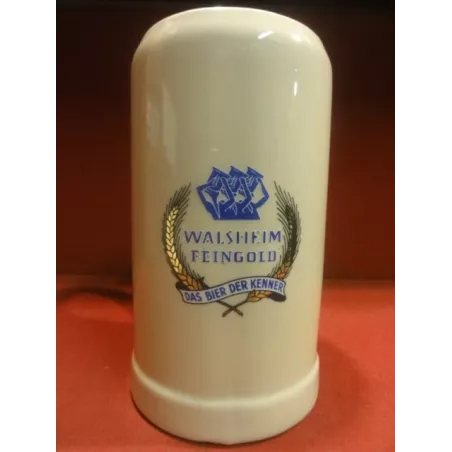 WALSHEIM
FEINGOLD
DAS BIER DER KENNER